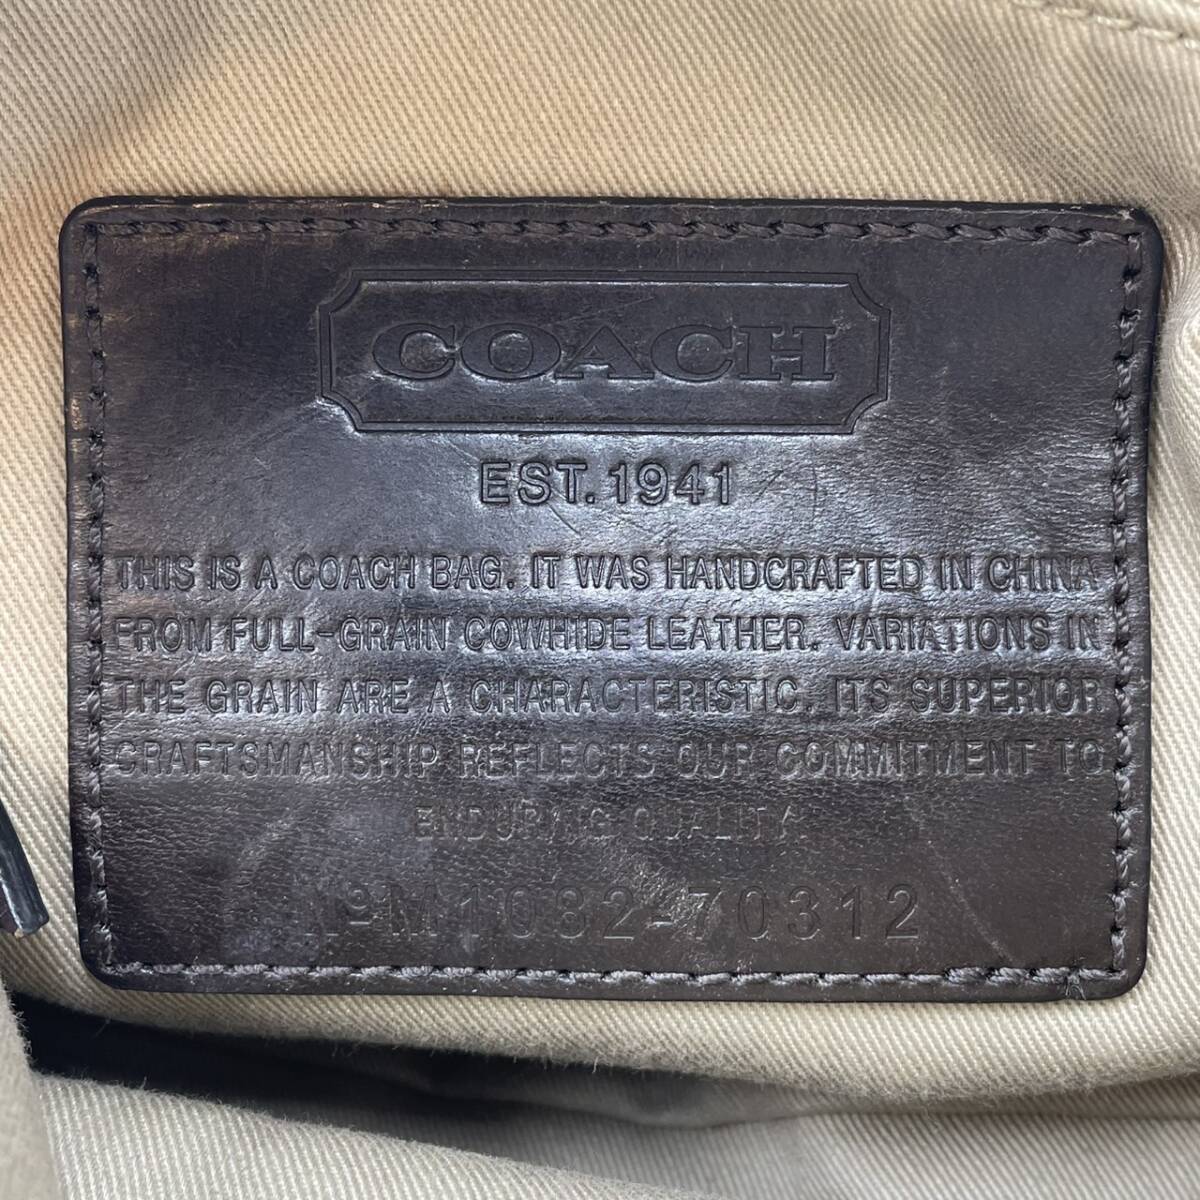 COACH
EST. 1941
THIS IS A COACH BAG. IT WAS HANDCRAFTED IN CHINA
FROM FULL-GRAIN COWHIDE LEATHER. VARIATIONS IN
THE GRAIN ARE A CHARACTERISTIC. ITS SUPERIOR
CRAFTSMANSHIP REFLECTS OUR COMMITMENT TO
ENDURING QUALITY.
Nº M1082-70312